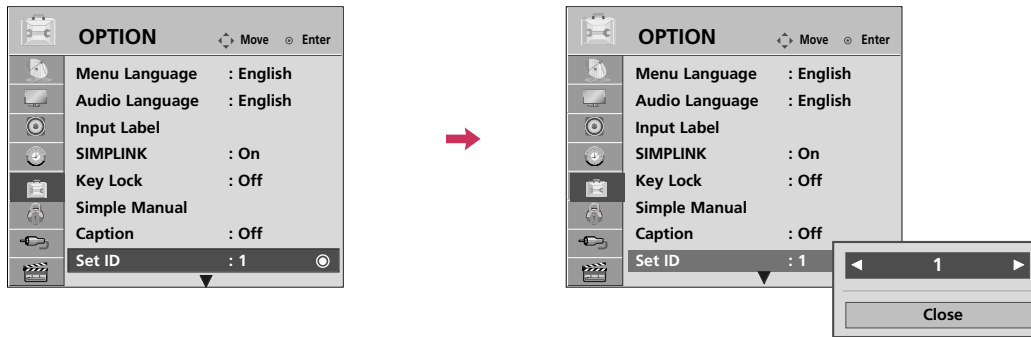 OPTION Move Enter
Menu Language : English
Audio Language : English
Input Label
SIMPLINK : On
Key Lock : Off
Simple Manual
Caption : Off
Set ID : 1
OPTION Move Enter
Menu Language : English
Audio Language : English
Input Label
SIMPLINK : On
Key Lock : Off
Simple Manual
Caption : Off
Set ID : 1
1
Close